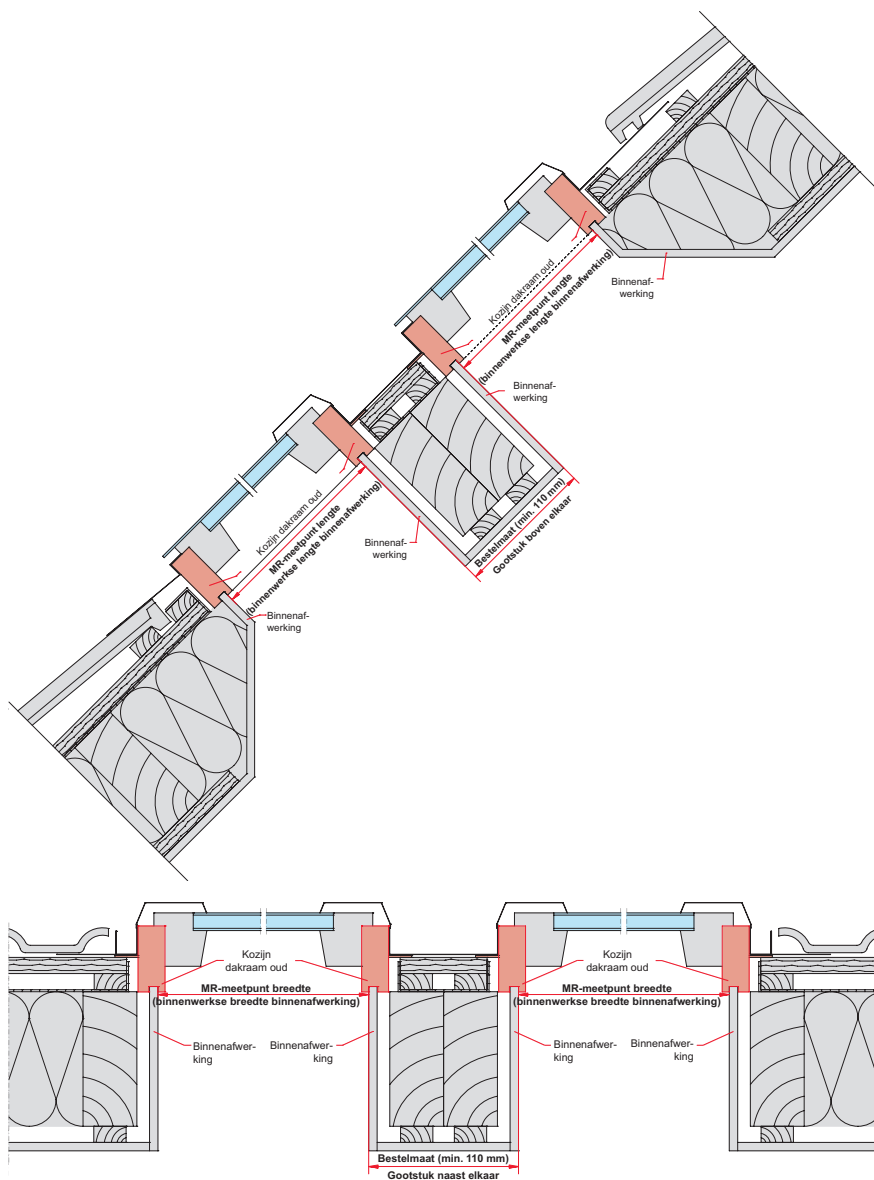 Kozijn dakraam oud
MR-meetpunt lengte
(binnenwerkse lengte binnenafwerking)
Binnenaf-
werking
Binnenaf-
werking
Kozijn dakraam oud
MR-meetpunt lengte
(binnenwerkse lengte binnenafwerking)
Binnenaf-
werking
Bestelmaat (min. 110 mm)
Gootstuk boven elkaar
Binnenaf-
werking
Kozijn
dakraam oud
MR-meetpunt breedte
(binnenwerkse breedte binnenafwerking)
Kozijn
dakraam oud
MR-meetpunt breedte
(binnenwerkse breedte binnenafwerking)
Binnenafwer-
king
Binnenafwer-
king
Binnenafwer-
king
Binnenafwer-
king
Bestelmaat (min. 110 mm)
Gootstuk naast elkaar